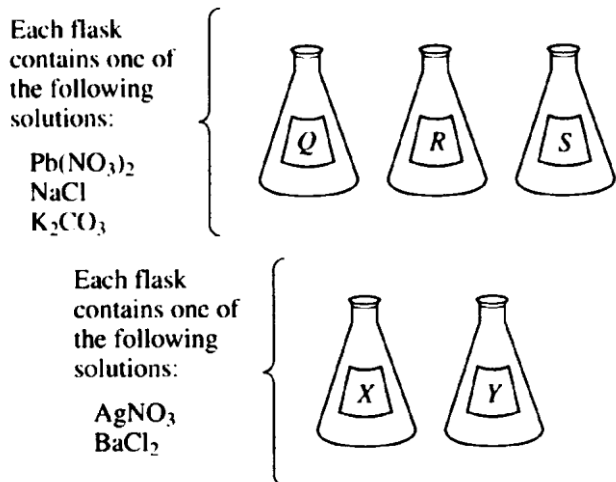 Each flask
contains one of
the following
solutions:
Pb(NO₃)₂
NaCl
K₂CO₃
Q R S
Each flask
contains one of
the following
solutions:
AgNO₃
BaCl₂
X Y